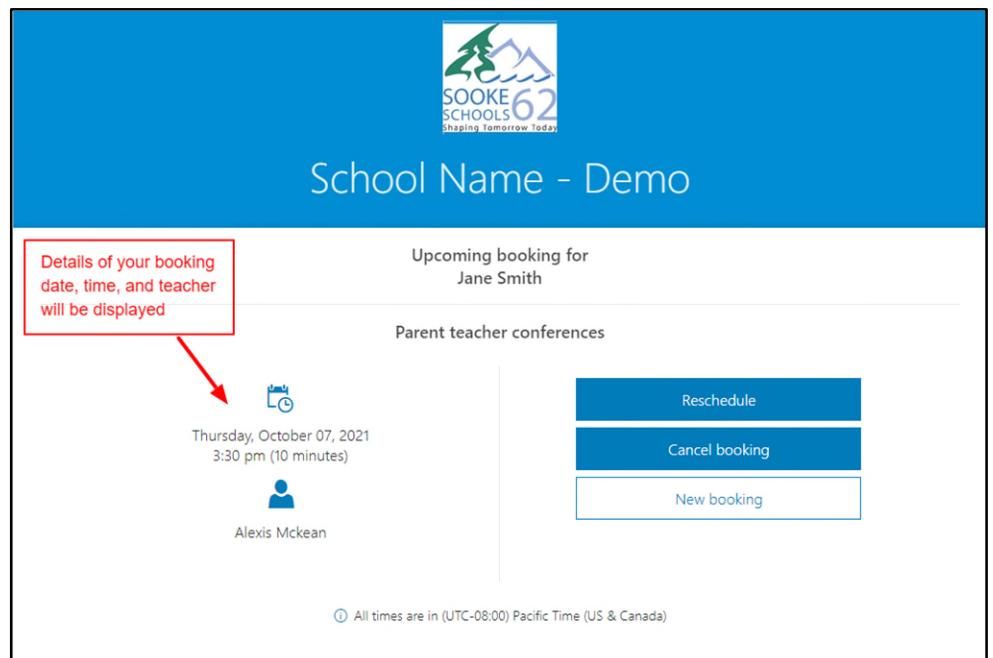 SOOKE
SCHOOLS 62
Shaping Tomorrow Today
School Name - Demo
Details of your booking
date, time, and teacher
will be displayed
Upcoming booking for
Jane Smith
Parent teacher conferences
Thursday, October 07, 2021
3:30 pm (10 minutes)
Alexis Mckean
Reschedule
Cancel booking
New booking
All times are in (UTC-08:00) Pacific Time (US & Canada)